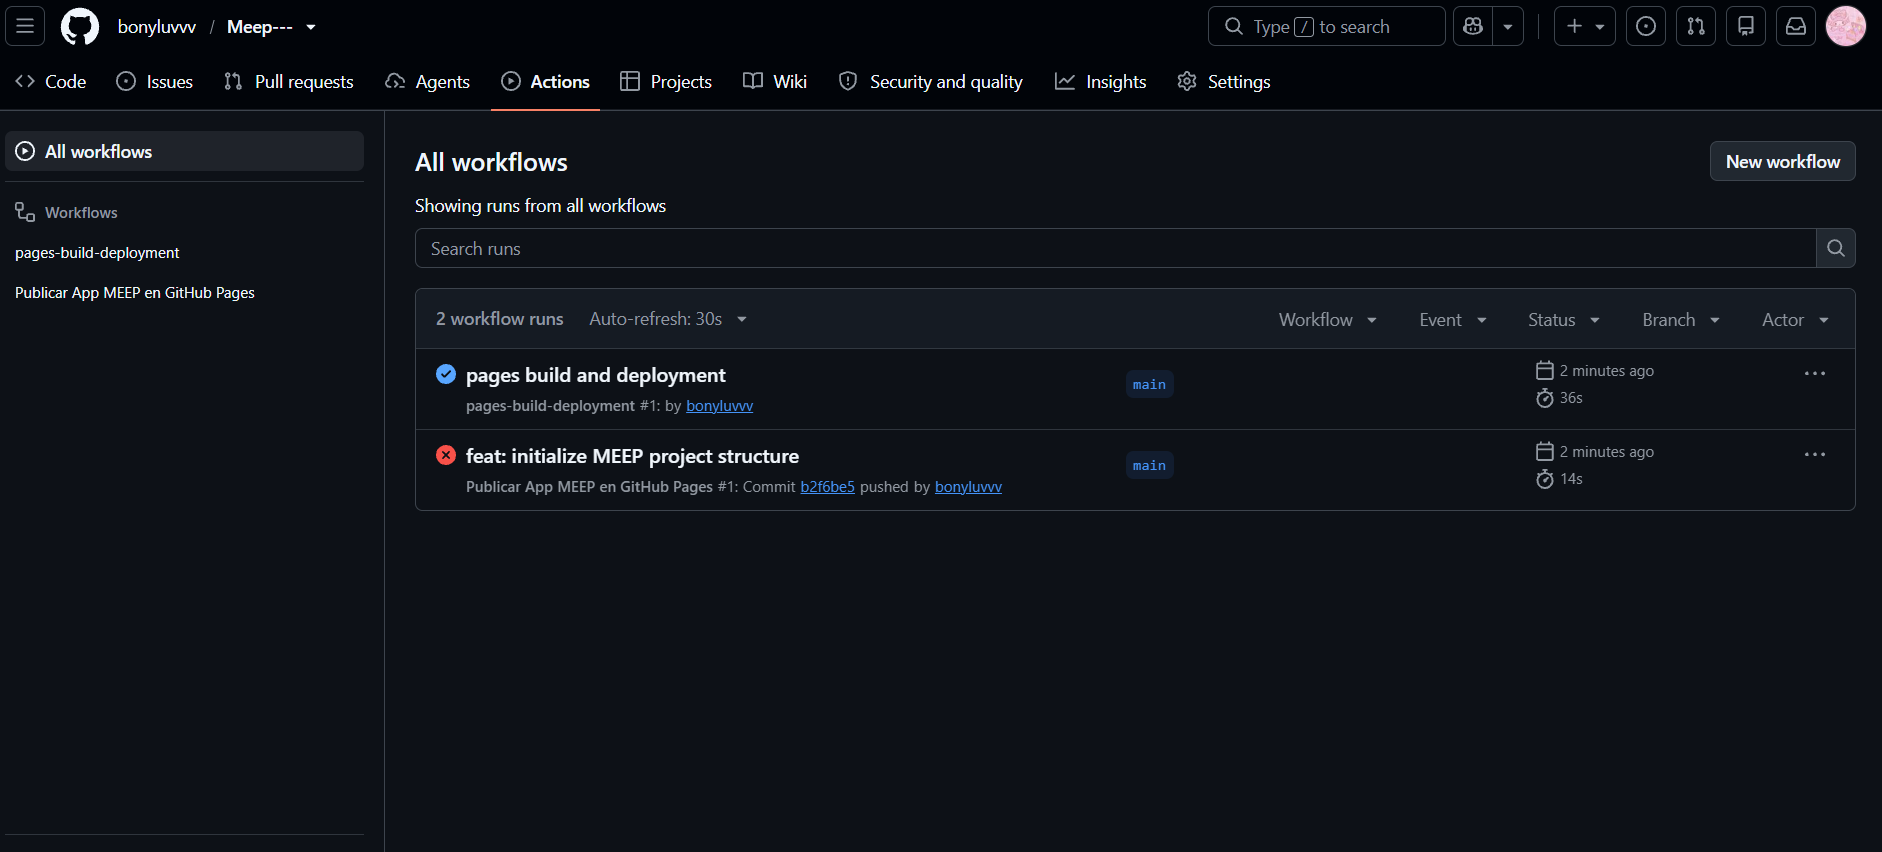 bonyluvvv / Meep---
Type / to search
Code
Issues
Pull requests
Agents
Actions
Projects
Wiki
Security and quality
Insights
Settings
All workflows
Workflows
pages-build-deployment
Publicar App MEEP en GitHub Pages
All workflows
New workflow
Showing runs from all workflows
Search runs
2 workflow runs
Auto-refresh: 30s
Workflow
Event
Status
Branch
Actor
pages build and deployment
pages-build-deployment #1: by bonyluvvv
main
2 minutes ago
36s
feat: initialize MEEP project structure
Publicar App MEEP en GitHub Pages #1: Commit b2f6be5 pushed by bonyluvvv
main
2 minutes ago
14s